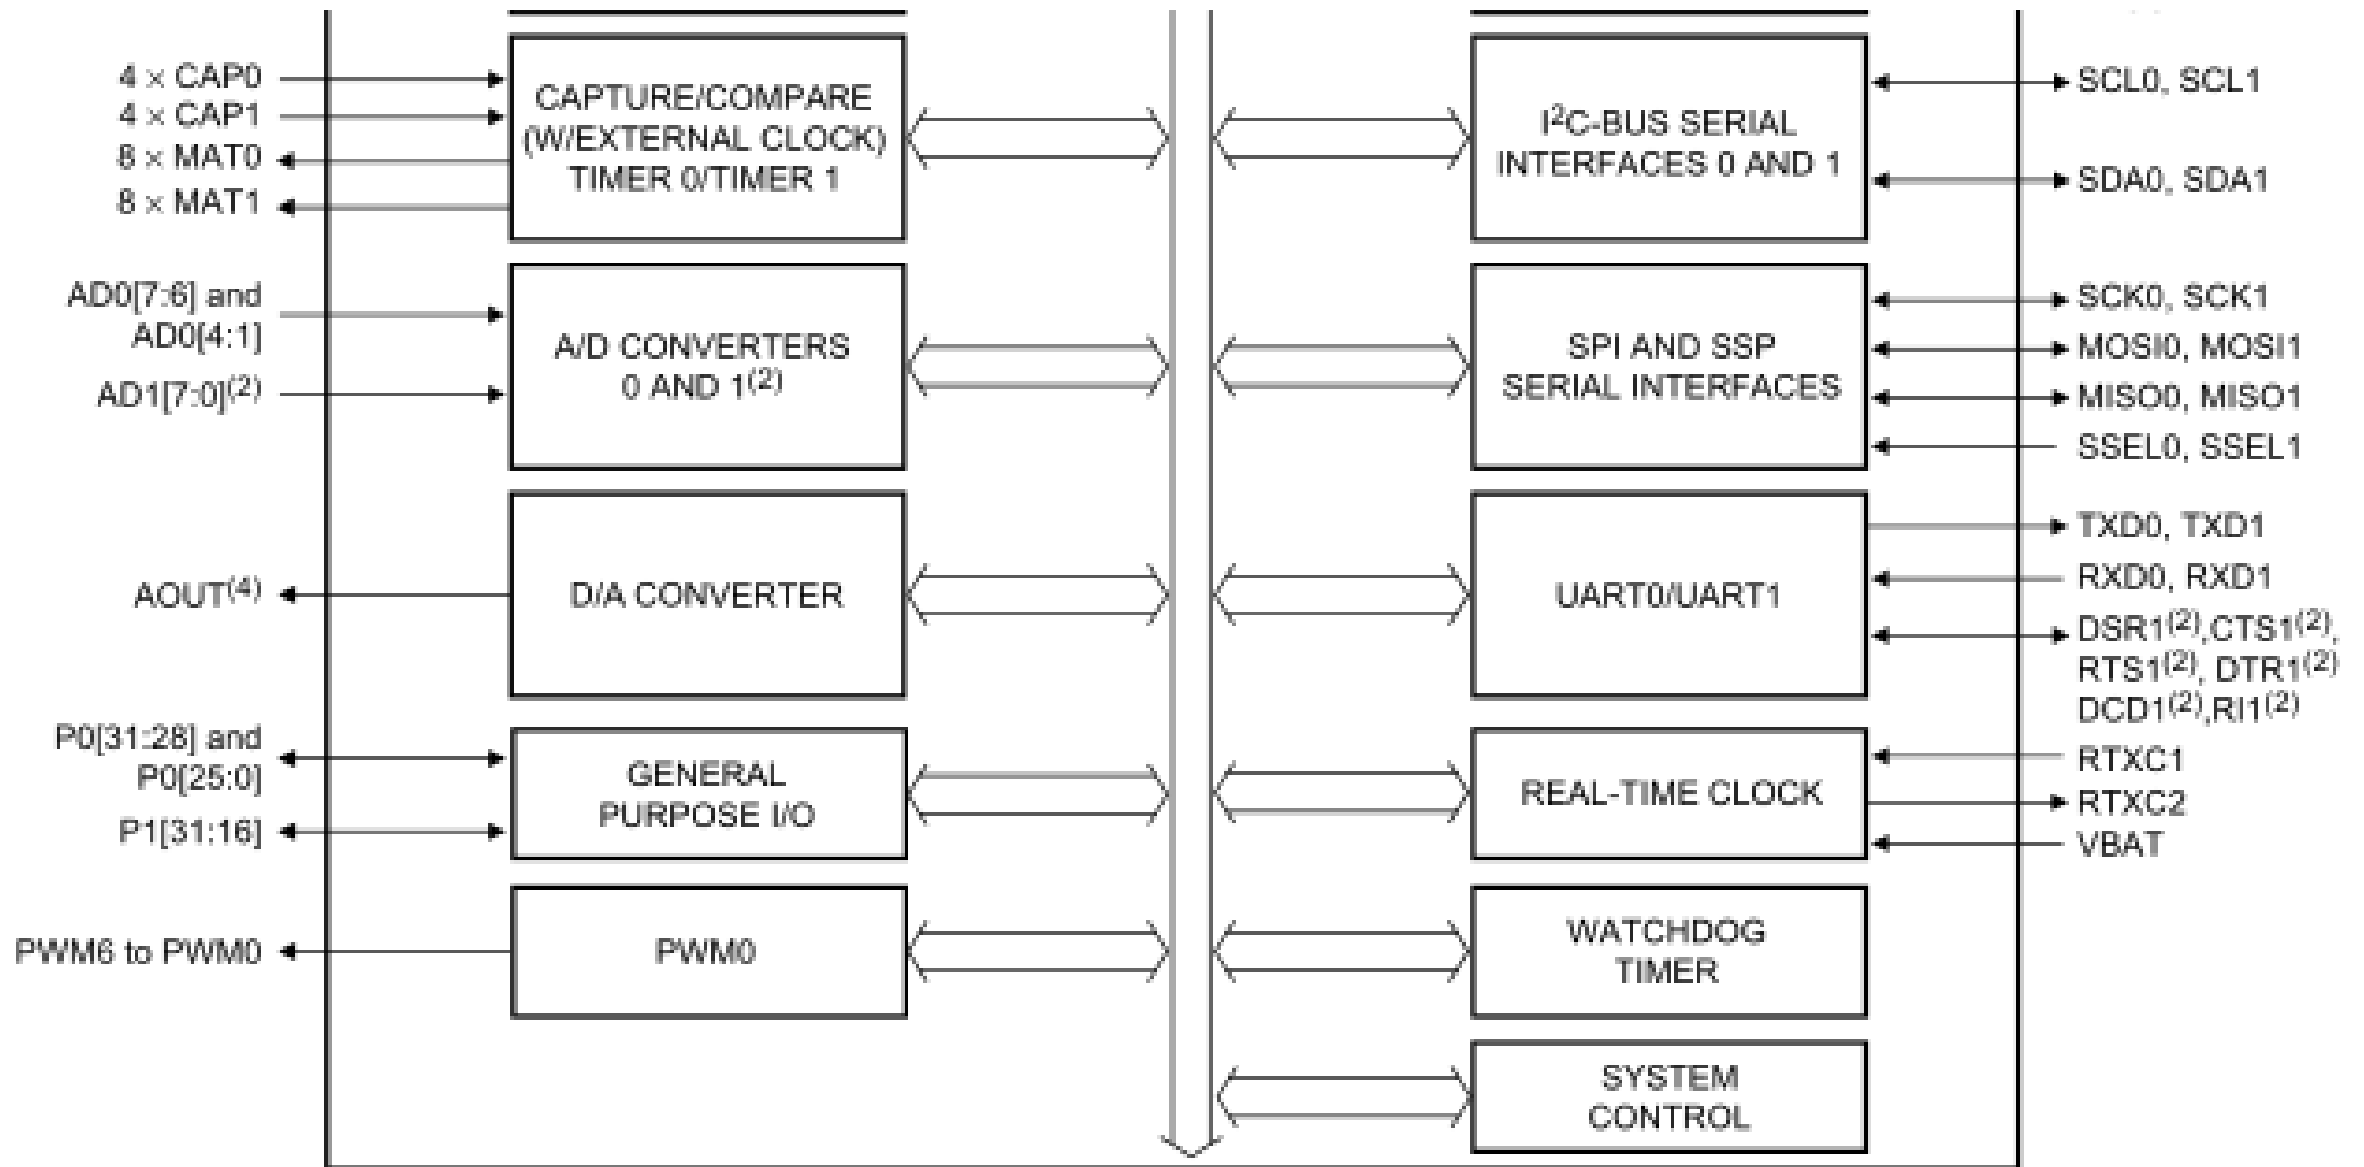 4 × CAP0
4 × CAP1
8 × MAT0
8 × MAT1
CAPTURE/COMPARE
(W/EXTERNAL CLOCK)
TIMER 0/TIMER 1
I²C-BUS SERIAL
INTERFACES 0 AND 1
SCL0, SCL1
SDA0, SDA1
AD0[7:6] and
AD0[4:1]
AD1[7:0](2)
A/D CONVERTERS
0 AND 1(2)
SPI AND SSP
SERIAL INTERFACES
SCK0, SCK1
MOSI0, MOSI1
MISO0, MISO1
SSEL0, SSEL1
AOUT(4)
D/A CONVERTER
UART0/UART1
TXD0, TXD1
RXD0, RXD1
DSR1(2),CTS1(2),
RTS1(2), DTR1(2)
DCD1(2),RI1(2)
P0[31:28] and
P0[25:0]
P1[31:16]
GENERAL
PURPOSE I/O
REAL-TIME CLOCK
RTXC1
RTXC2
VBAT
PWM6 to PWM0
PWM0
WATCHDOG
TIMER
SYSTEM
CONTROL